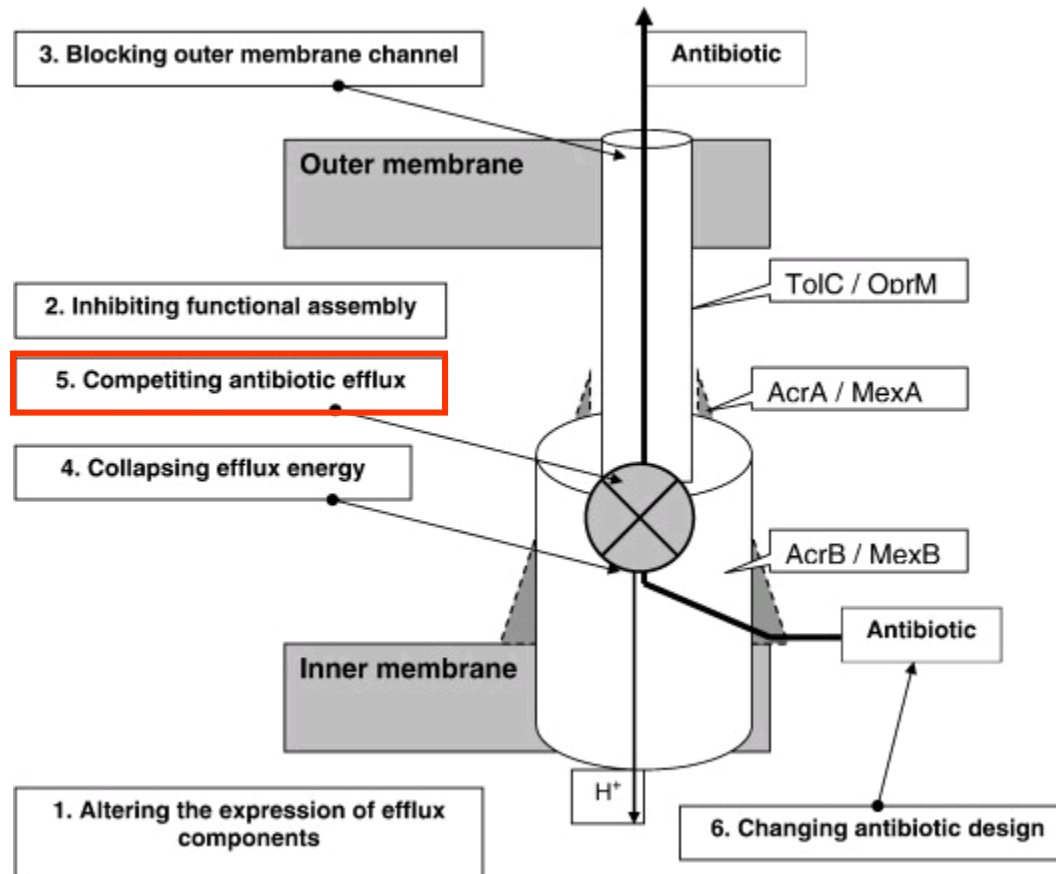 3. Blocking outer membrane channel
Antibiotic
Outer membrane
TolC / OprM
2. Inhibiting functional assembly
5. Competiting antibiotic efflux
AcrA / MexA
4. Collapsing efflux energy
AcrB / MexB
Antibiotic
Inner membrane
H⁺
1. Altering the expression of efflux
components
6. Changing antibiotic design